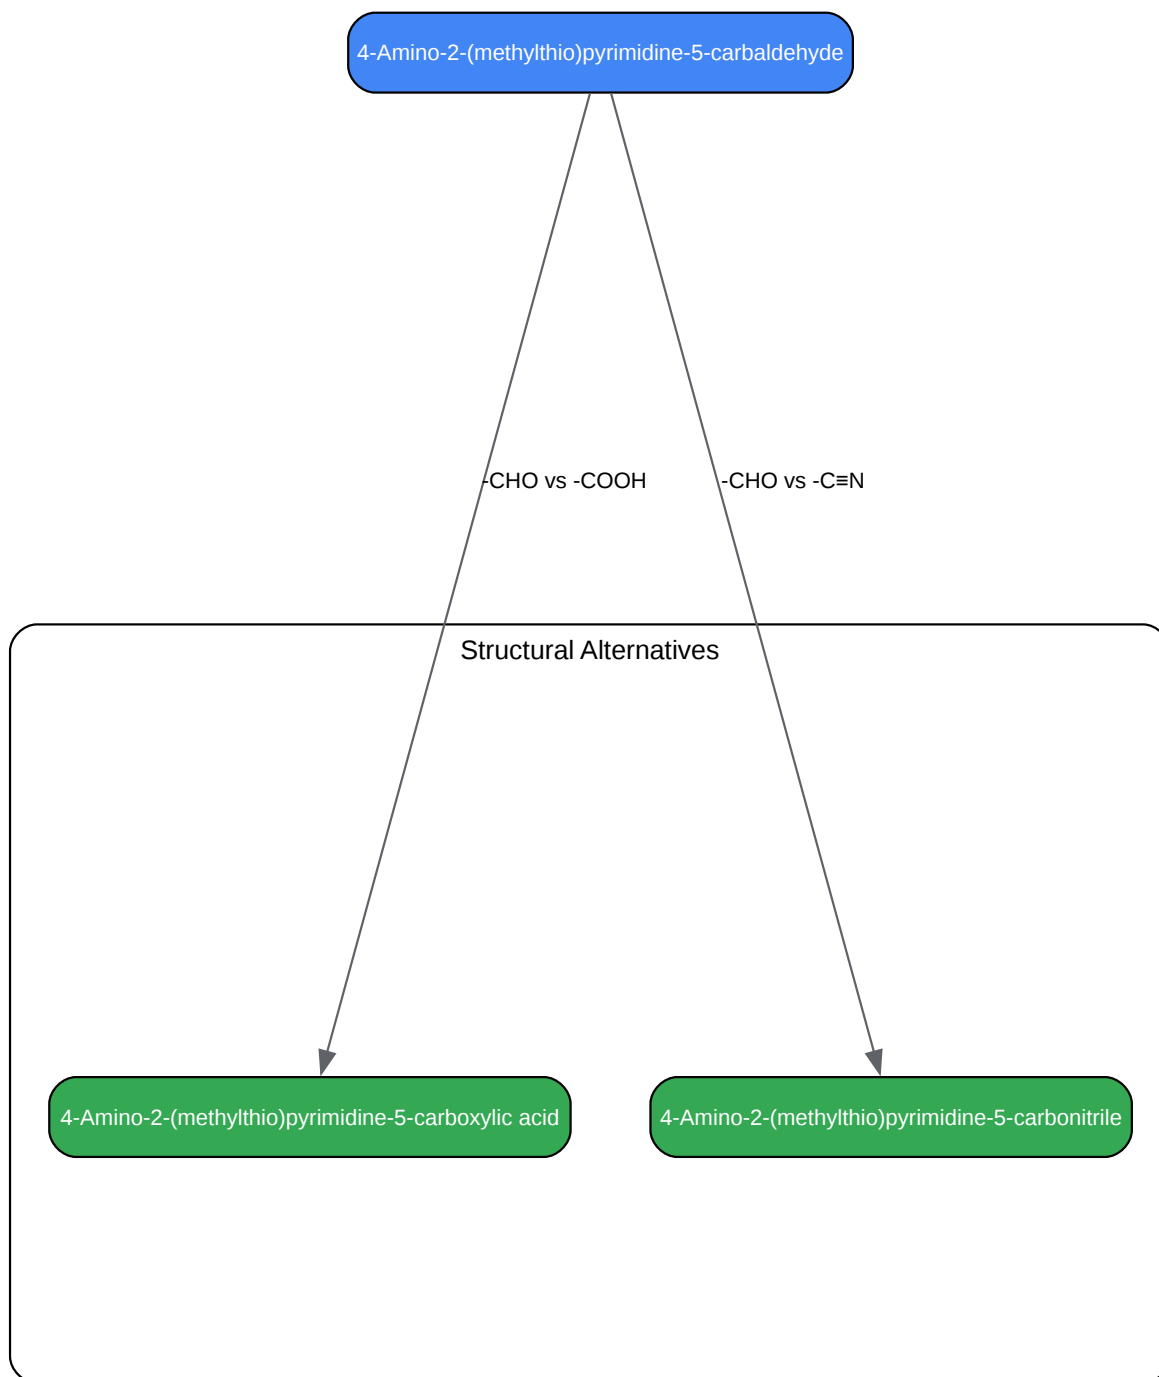 4-Amino-2-(methylthio)pyrimidine-5-carbaldehyde
-CHO vs -COOH
-CHO vs -C≡N
Structural Alternatives
4-Amino-2-(methylthio)pyrimidine-5-carboxylic acid
4-Amino-2-(methylthio)pyrimidine-5-carbonitrile